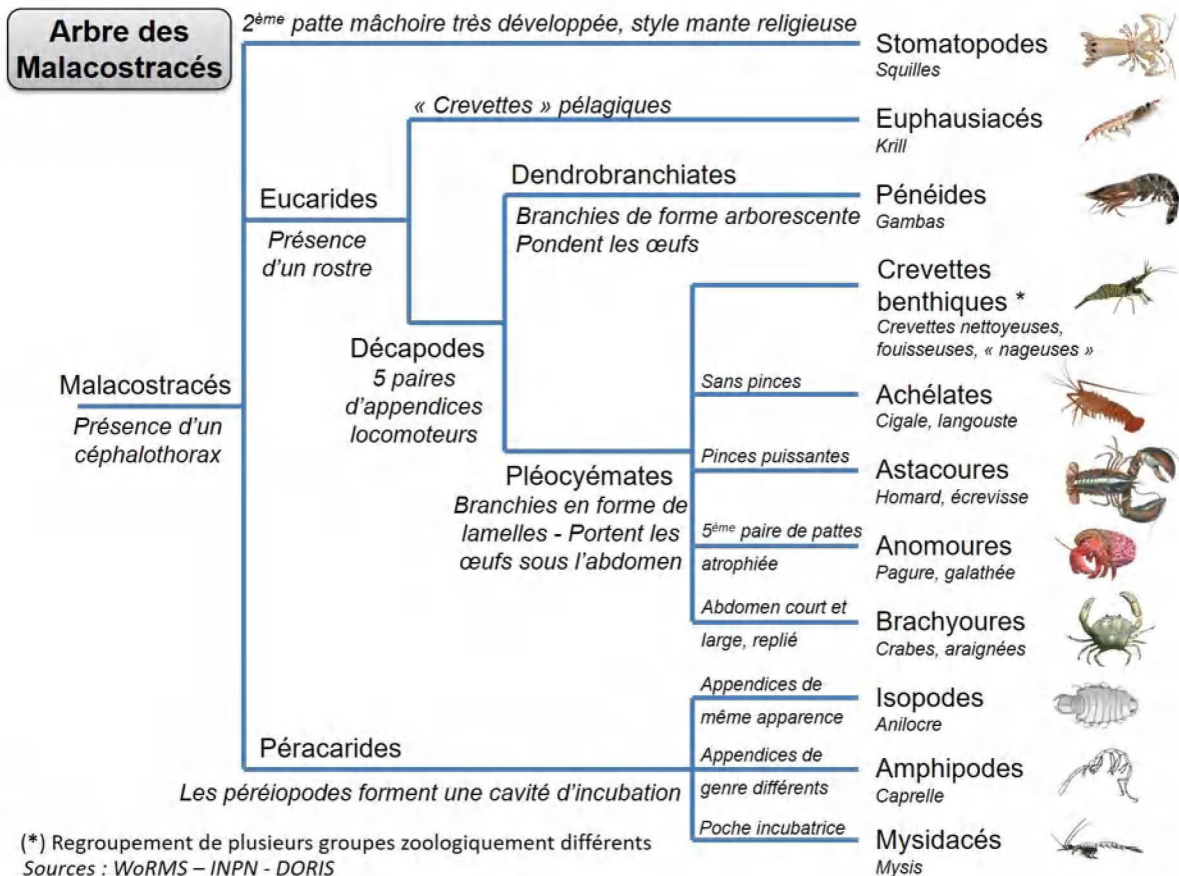 Arbre des
Malacostracés
2ème patte mâchoire très développée, style mante religieuse
Stomatopodes
Squilles
« Crevettes » pélagiques
Euphausiacés
Krill
Eucarides
Présence
d'un rostre
Dendrobranchiates
Branchies de forme arborescente
Pondent les œufs
Pénéides
Gambas
Crevettes
benthiques *
Crevettes nettoyeuses,
fouisseuses, « nageuses »
Décapodes
5 paires
d'appendices
locomoteurs
Malacostracés
Présence d'un
céphalothorax
Sans pinces
Achélates
Cigale, langouste
Pléocyémates
Branchies en forme de
lamelles - Portent les
œufs sous l'abdomen
Pinces puissantes
Astacoures
Homard, écrevisse
5ème paire de pattes
atrophiée
Anomoures
Pagure, galathée
Abdomen court et
large, replié
Brachyoures
Crabes, araignées
Péracarides
Les péréiopodes forment une cavité d'incubation
Appendices de
même apparence
Isopodes
Anilocre
Appendices de
genre différents
Amphipodes
Caprelle
Poche incubatrice
Mysidacés
Mysis
(*) Regroupement de plusieurs groupes zoologiquement différents
Sources : WoRMS – INPN - DORIS